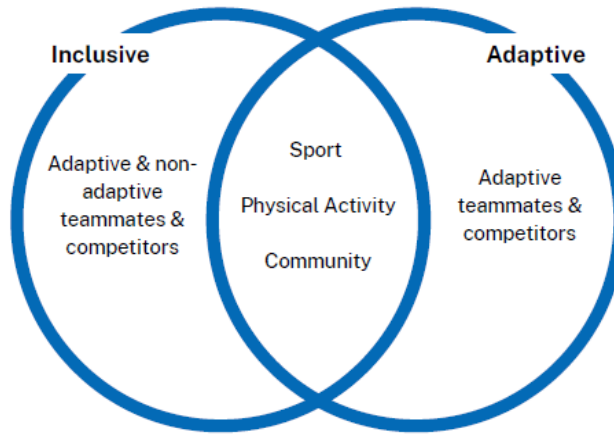 Inclusive
Adaptive
Adaptive & non-
adaptive
teammates &
competitors
Sport
Physical Activity
Community
Adaptive
teammates &
competitors